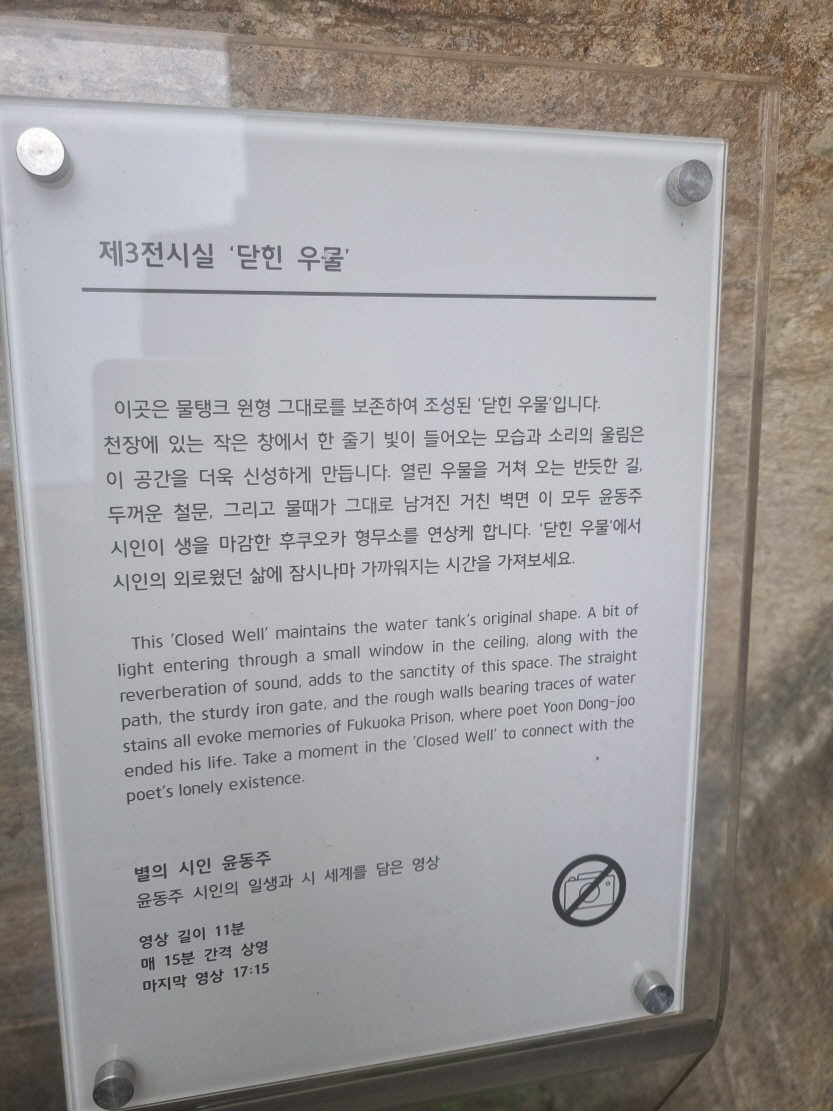 제3전시실 '닫힌 우물'
이곳은 물탱크 원형 그대로를 보존하여 조성된 '닫힌 우물'입니다.
천장에 있는 작은 창에서 한 줄기 빛이 들어오는 모습과 소리의 울림은
이 공간을 더욱 신성하게 만듭니다. 열린 우물을 거쳐 오는 반듯한 길,
두꺼운 철문, 그리고 물때가 그대로 남겨진 거친 벽면 이 모두 윤동주
시인이 생을 마감한 후쿠오카 형무소를 연상케 합니다. '닫힌 우물'에서
시인의 외로웠던 삶에 잠시나마 가까워지는 시간을 가져보세요.
This 'Closed Well' maintains the water tank's original shape. A bit of
light entering through a small window in the ceiling, along with the
reverberation of sound, adds to the sanctity of this space. The straight
path, the sturdy iron gate, and the rough walls bearing traces of water
stains all evoke memories of Fukuoka Prison, where poet Yoon Dong-joo
ended his life. Take a moment in the 'Closed Well' to connect with the
poet's lonely existence.
별의 시인 윤동주
윤동주 시인의 일생과 시 세계를 담은 영상
영상 길이 11분
매 15분 간격 상영
마지막 영상 17:15